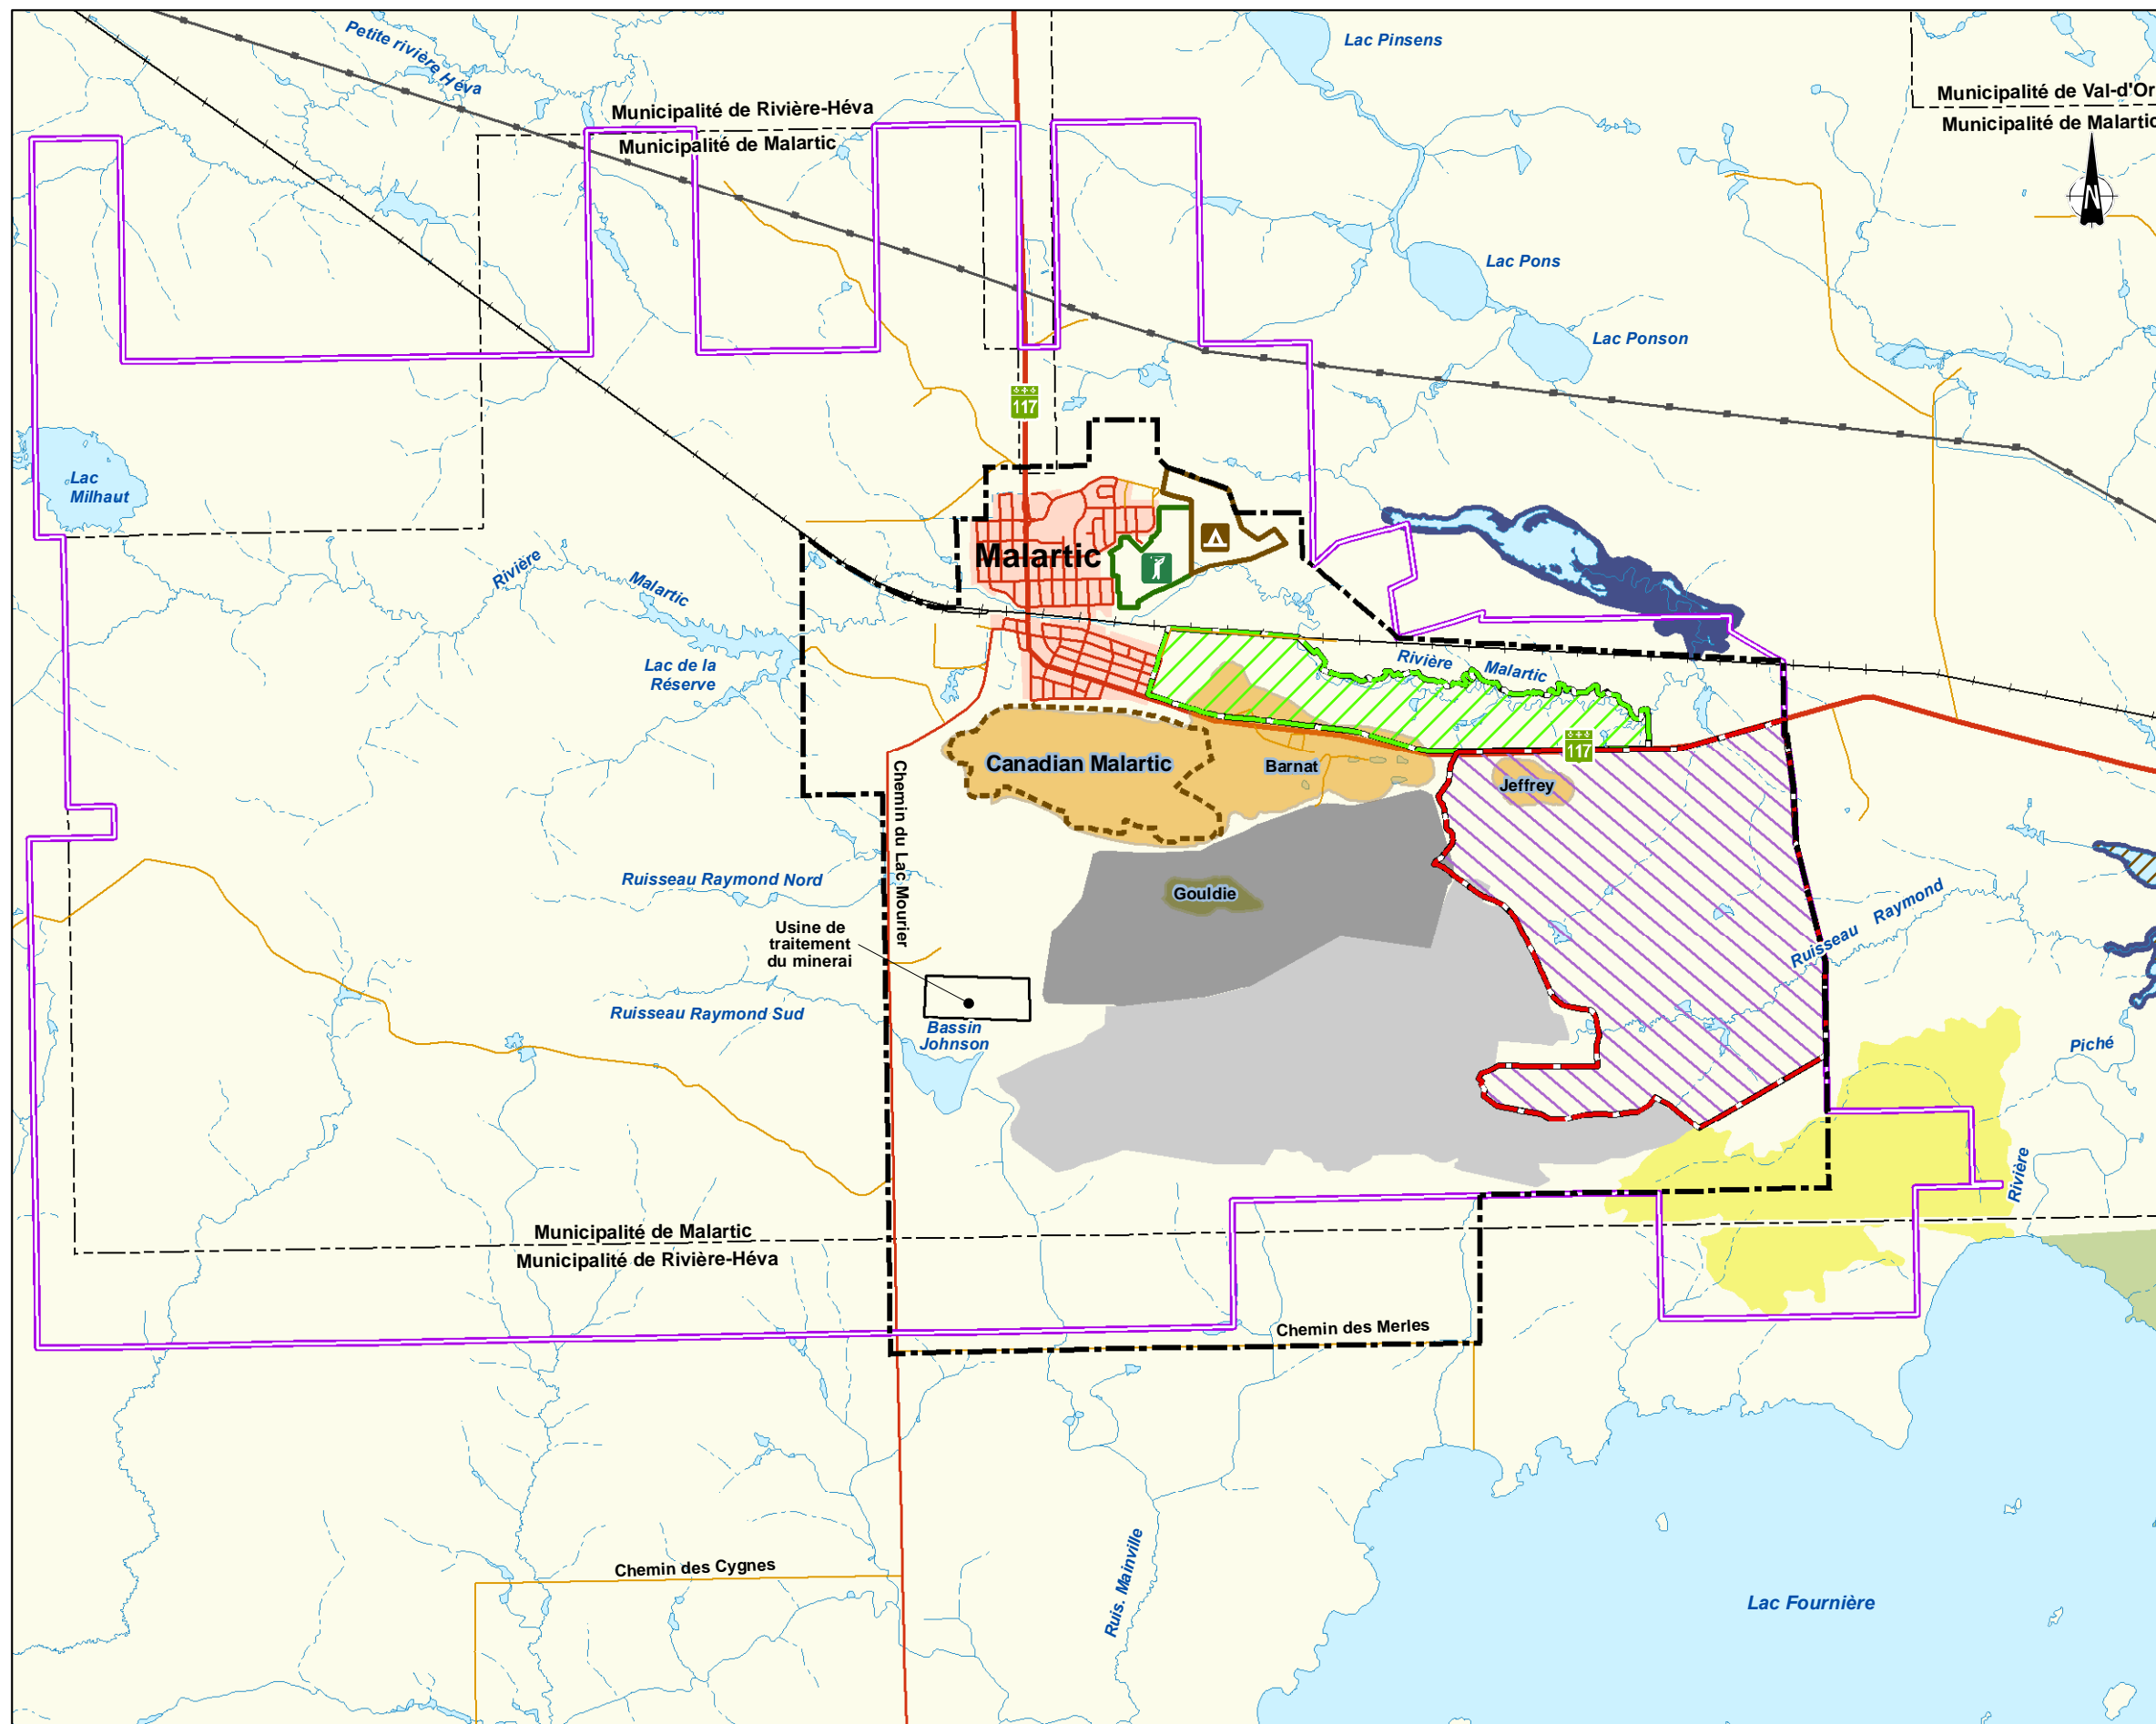 Petite rivière Héva
Lac Pinsens
Municipalité de Rivière-Héva
Municipalité de Malartic
Municipalité de Val-d'Or
Municipalité de Malartic
N
Lac Pons
Lac Ponson
117
Lac
Milhaut
Malartic
Rivière
Malartic
Lac de la
Réserve
Rivière Malartic
Canadian Malartic
Barnat
117
Jeffrey
Chemin du Lac Mourier
Ruisseau Raymond Nord
Gouldie
Ruisseau Raymond
Usine de
traitement
du minerai
Ruisseau Raymond Sud
Bassin
Johnson
Piché
Rivière
Municipalité de Malartic
Municipalité de Rivière-Héva
Chemin des Merles
Chemin des Cygnes
Ruis. Mainville
Lac Fournière